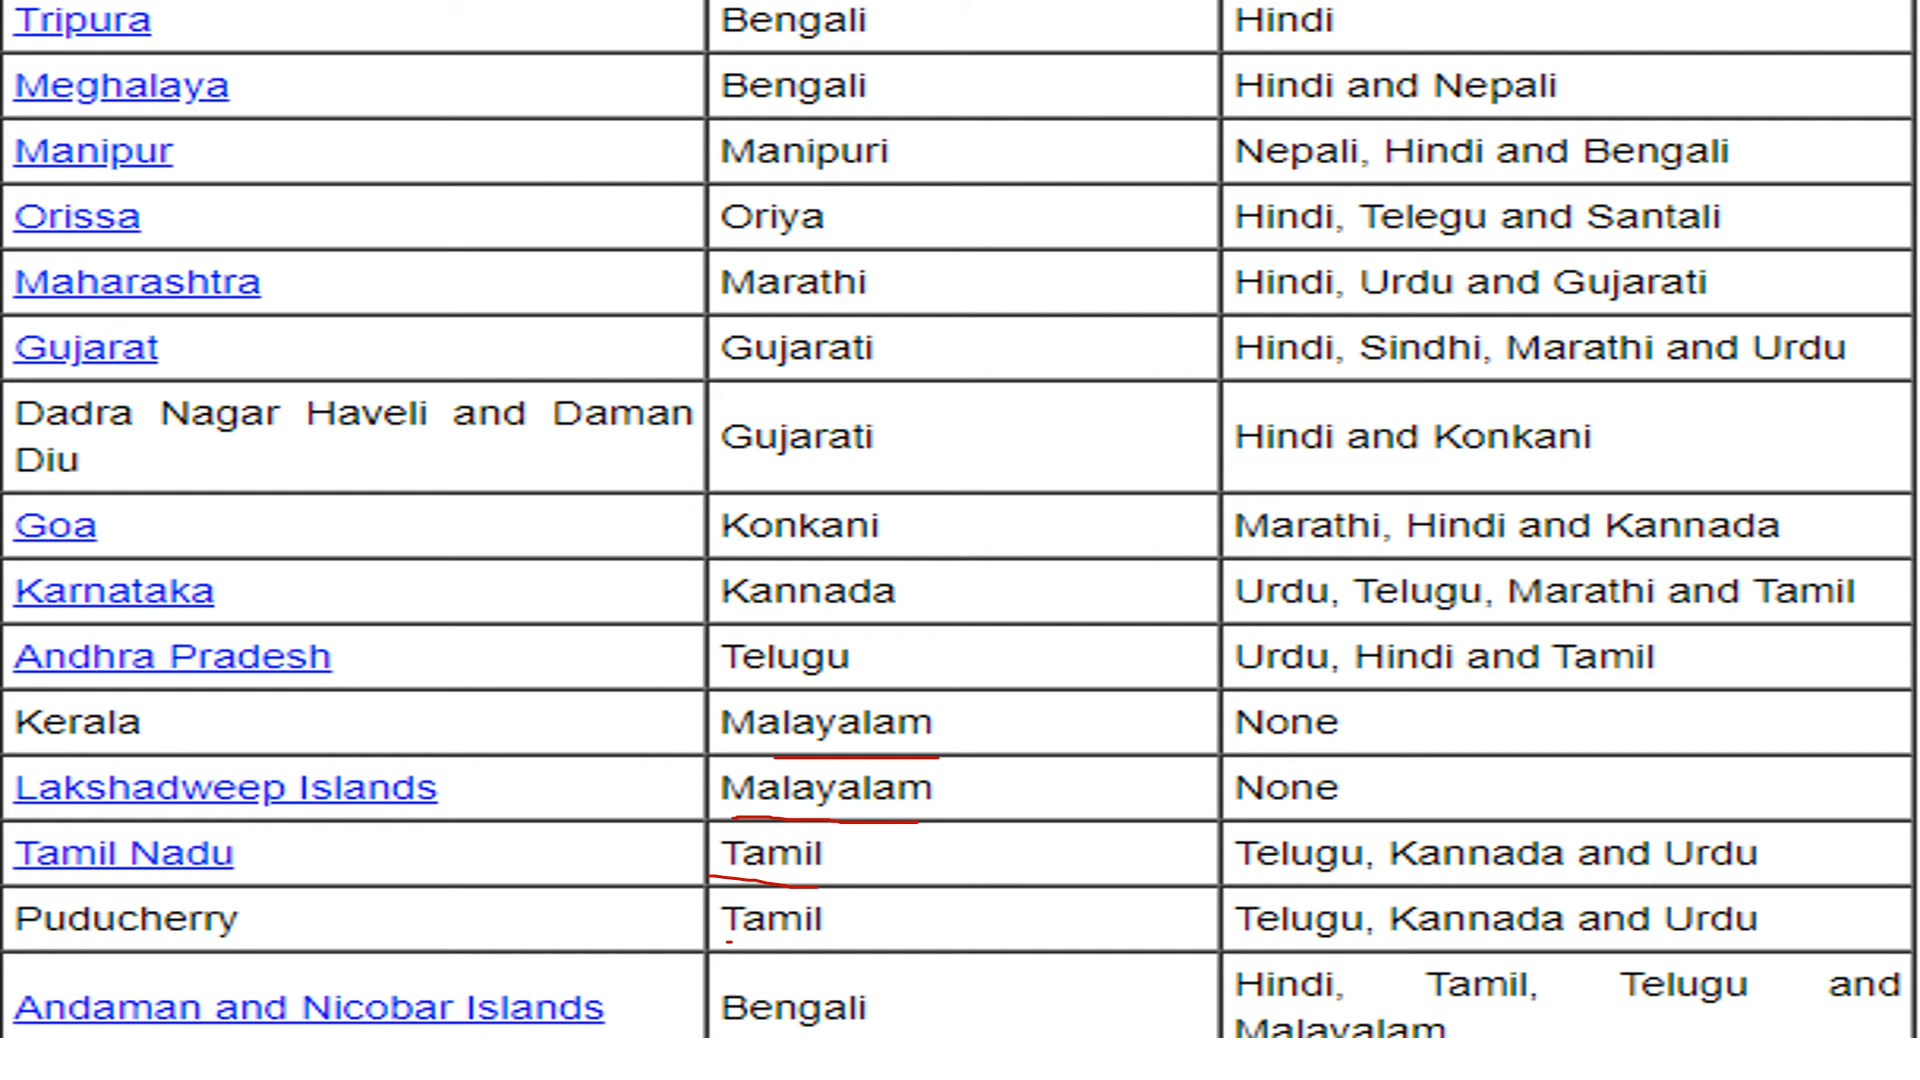 Tripura Bengali Hindi
Meghalaya Bengali Hindi and Nepali
Manipur Manipuri Nepali, Hindi and Bengali
Orissa Oriya Hindi, Telegu and Santali
Maharashtra Marathi Hindi, Urdu and Gujarati
Gujarat Gujarati Hindi, Sindhi, Marathi and Urdu
Dadra Nagar Haveli and Daman
Diu
Gujarati Hindi and Konkani
Goa Konkani Marathi, Hindi and Kannada
Karnataka Kannada Urdu, Telugu, Marathi and Tamil
Andhra Pradesh Telugu Urdu, Hindi and Tamil
Kerala Malayalam None
Lakshadweep Islands Malayalam None
Tamil Nadu Tamil Telugu, Kannada and Urdu
Puducherry Tamil Telugu, Kannada and Urdu
Andaman and Nicobar Islands Bengali
Hindi, Tamil, Telugu and
Malayalam